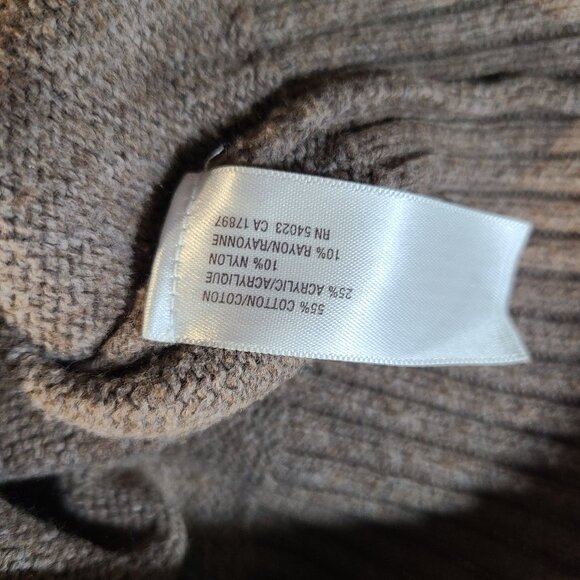 55% COTTON/COTON
25% ACRYLIC/ACRYLIQUE
10% NYLON
10% RAYON/RAYONNE
RN 54023 CA 17897